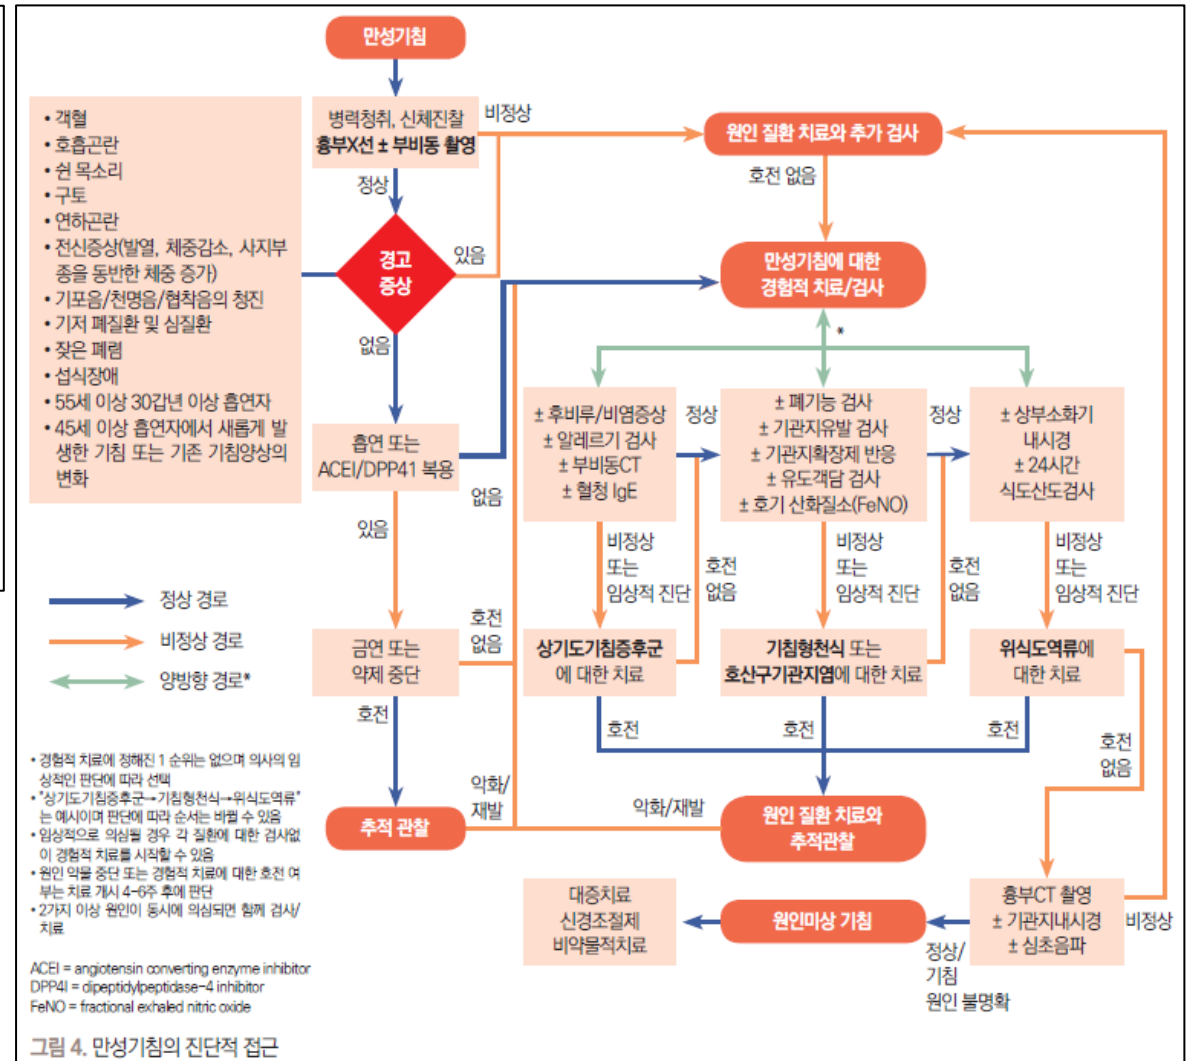 만성기침
병력청취, 신체진찰
흉부X선 ± 부비동 촬영
비정상
원인 질환 치료와 추가 검사
정상
호전 없음
• 객혈
• 호흡곤란
• 쉰 목소리
• 구토
• 연하곤란
• 전신증상(발열, 체중감소, 사지부
종을 동반한 체중 증가)
• 기포음/천명음/협착음의 청진
• 기저 폐질환 및 심질환
• 잦은 폐렴
• 섭식장애
• 55세 이상 30갑년 이상 흡연자
• 45세 이상 흡연자에서 새롭게 발
생한 기침 또는 기존 기침양상의
변화
경고
증상
있음
없음
만성기침에 대한
경험적 치료/검사
*
흡연 또는
ACEI/DPP41 복용
없음
있음
± 후비루/비염증상
± 알레르기 검사
± 부비동CT
± 혈청 IgE
정상
± 폐기능 검사
± 기관지유발 검사
± 기관지확장제 반응
± 유도객담 검사
± 호기 산화질소(FeNO)
정상
± 상부소화기
내시경
± 24시간
식도산도검사
비정상
또는
임상적 진단
호전
없음
비정상
또는
임상적 진단
호전
없음
비정상
또는
임상적 진단
정상 경로
비정상 경로
양방향 경로*
금연 또는
약제 중단
호전
없음
호전
상기도기침증후군
에 대한 치료
기침형천식 또는
호산구기관지염에 대한 치료
위식도역류에
대한 치료
호전
호전
호전
호전
없음
추적 관찰
악화/
재발
악화/재발
원인 질환 치료와
추적관찰
대증치료
신경조절제
비약물적치료
원인미상 기침
정상/
기침
원인 불명확
흉부CT 촬영
± 기관지내시경
± 심초음파
비정상
• 경험적 치료에 정해진 1 순위는 없으며 의사의 임
상적인 판단에 따라 선택
• "상기도기침증후군→기침형천식→위식도역류"
는 예시이며 판단에 따라 순서는 바뀔 수 있음
• 임상적으로 의심될 경우 각 질환에 대한 검사없
이 경험적 치료를 시작할 수 있음
• 원인 약물 중단 또는 경험적 치료에 대한 호전 여
부는 치료 개시 4-6주 후에 판단
• 2가지 이상 원인이 동시에 의심되면 함께 검사/
치료
ACEI = angiotensin converting enzyme inhibitor
DPP4I = dipeptidylpeptidase-4 inhibitor
FeNO = fractional exhaled nitric oxide
그림 4. 만성기침의 진단적 접근